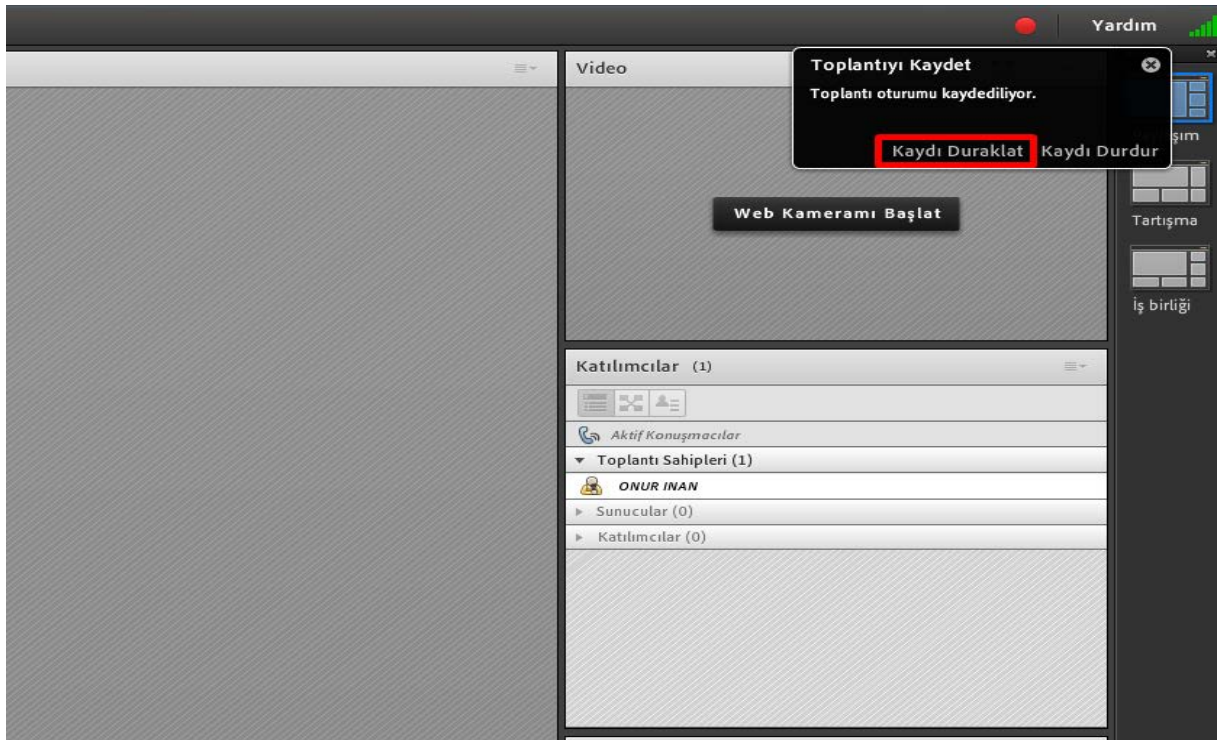 Yardım
Video
Toplantıyı Kaydet
Toplantı oturumu kaydediliyor.
Kaydı Duraklat Kaydı Durdur
Web Kameramı Başlat
Tartışma
İş birliği
Katılımcılar (1)
Aktif Konuşmacılar
Toplantı Sahipleri (1)
ONUR INAN
Sunucular (0)
Katılımcılar (0)